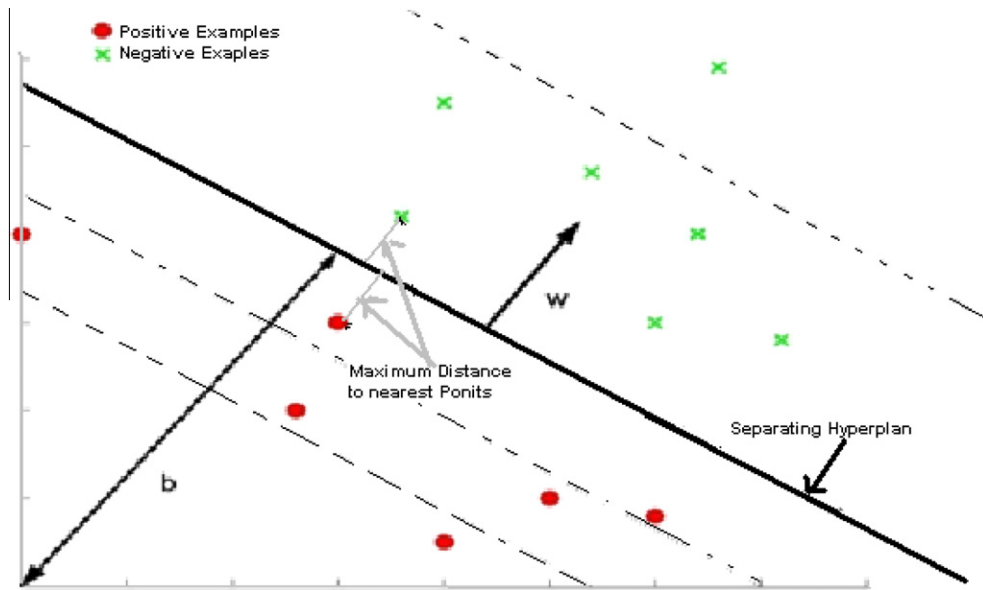 Positive Examples
Negative Exaples
w
Maximum Distance
to nearest Ponits
Separating Hyperplan
b